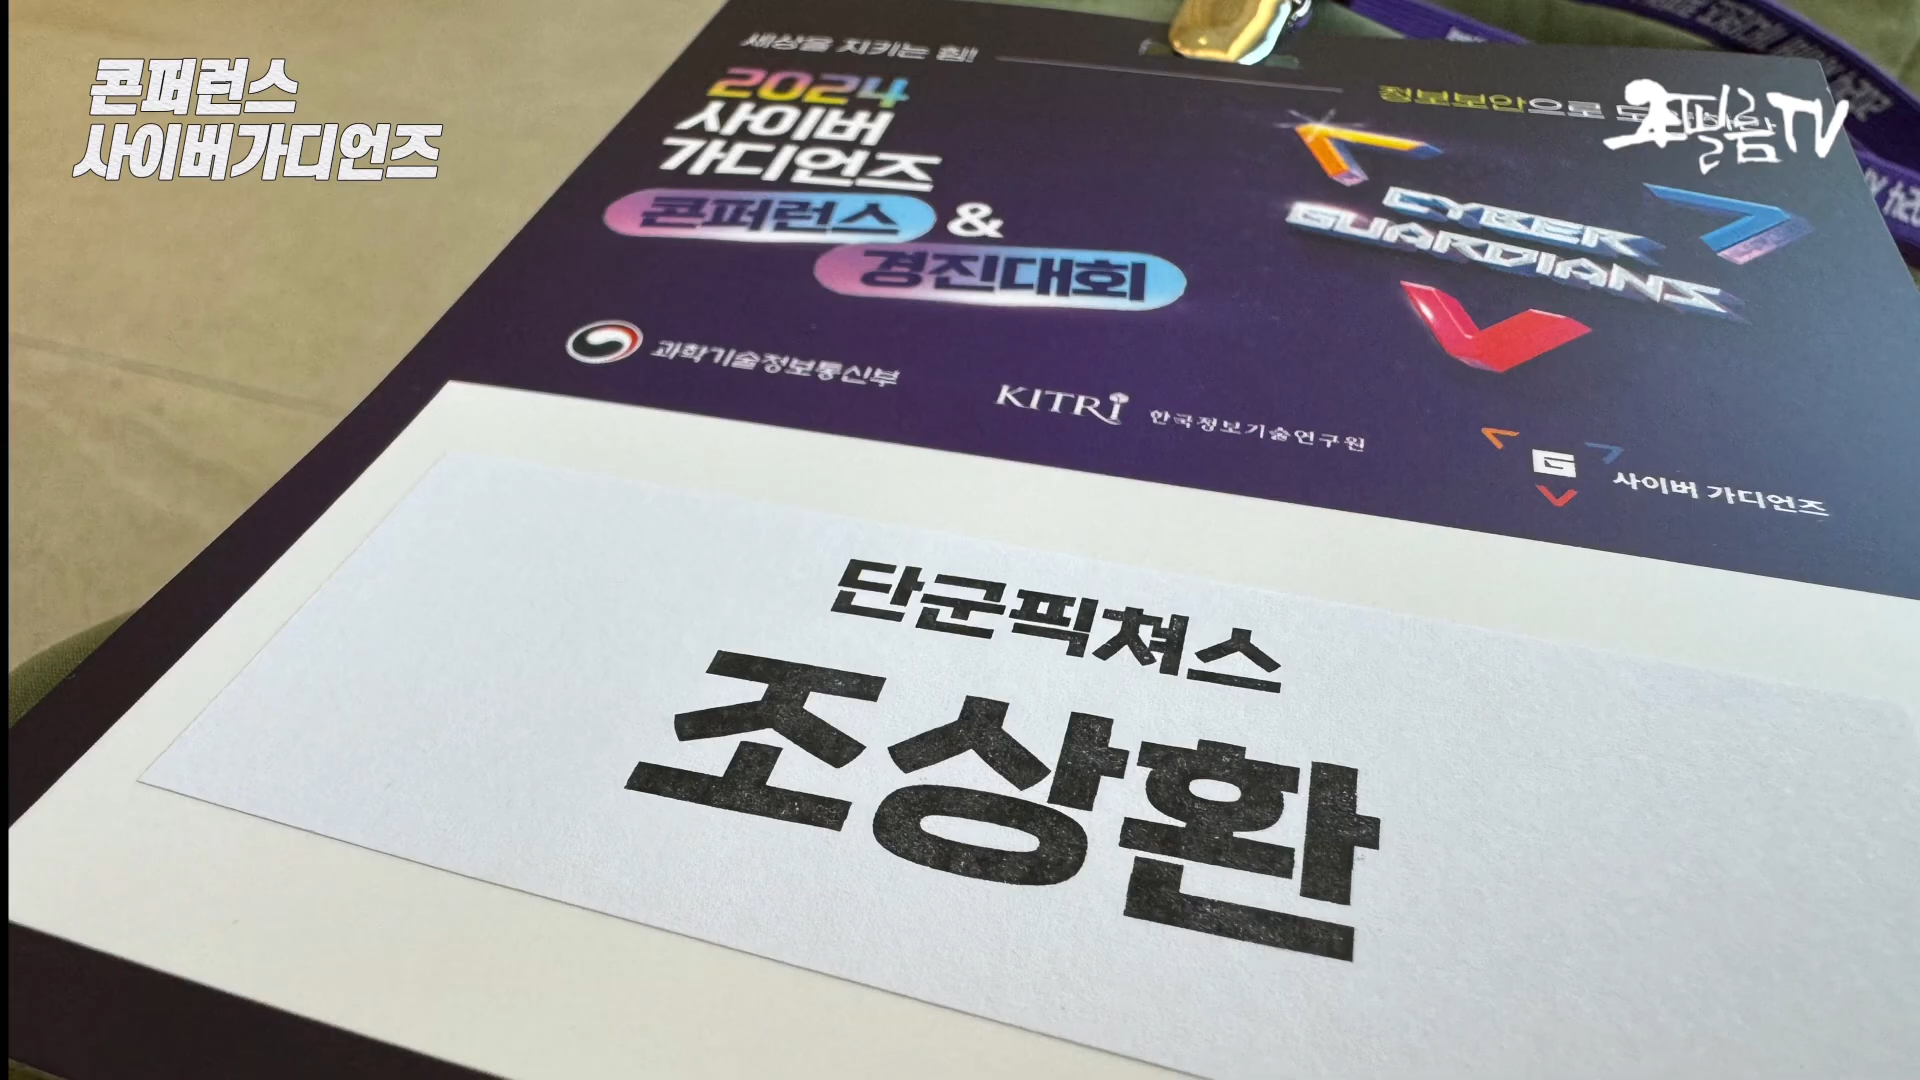 콘퍼런스
사이버가디언즈
세상을 지키는 힘!
2024
사이버
가디언즈
콘퍼런스 &
경진대회
정보보안으로
CYBER
GUARDIANS
과학기술정보통신부
KITRI 한국정보기술연구원
G 사이버 가디언즈
단군픽쳐스
조상환
필름TV